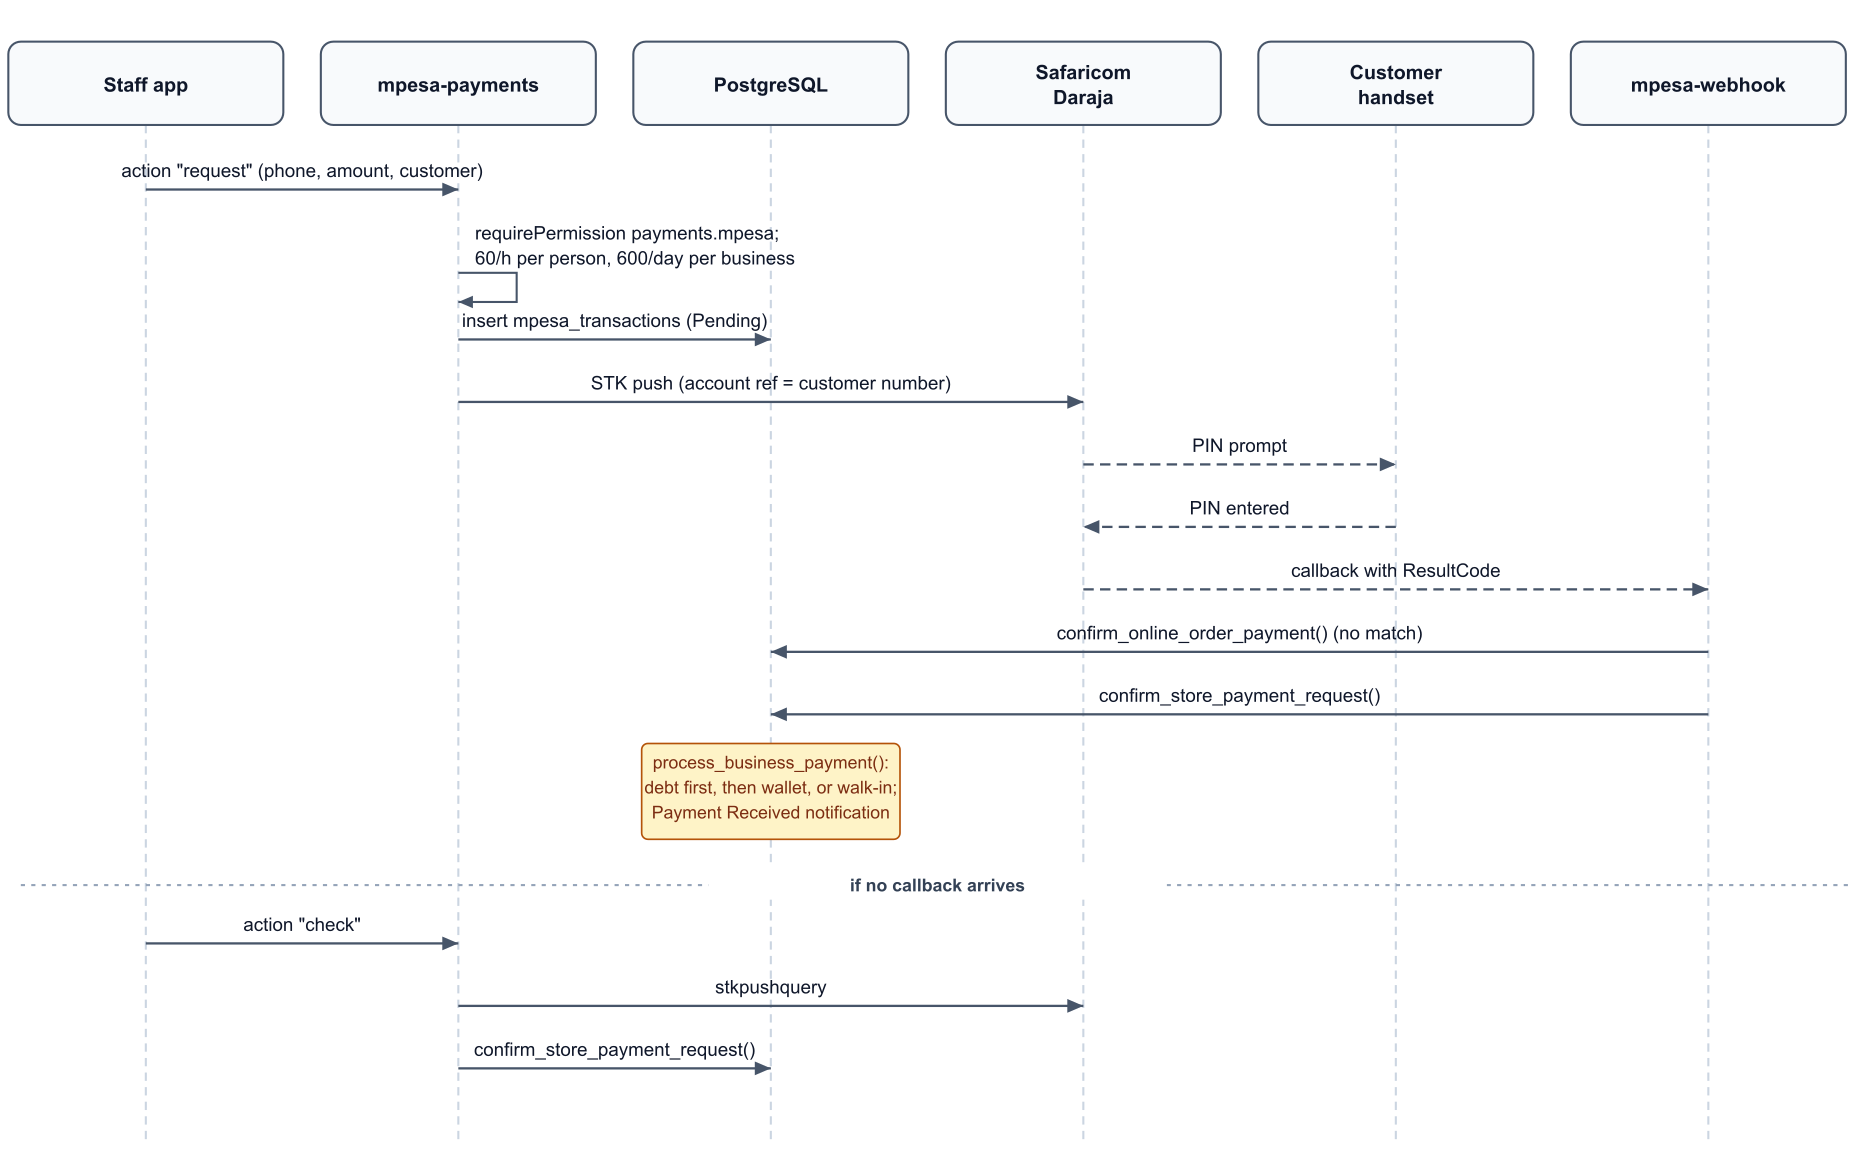 Staff app
mpesa-payments
PostgreSQL
Safaricom
Daraja
Customer
handset
mpesa-webhook
action "request" (phone, amount, customer)
requirePermission payments.mpesa;
60/h per person, 600/day per business
insert mpesa_transactions (Pending)
STK push (account ref = customer number)
PIN prompt
PIN entered
callback with ResultCode
confirm_online_order_payment() (no match)
confirm_store_payment_request()
process_business_payment():
debt first, then wallet, or walk-in;
Payment Received notification
if no callback arrives
action "check"
stkpushquery
confirm_store_payment_request()